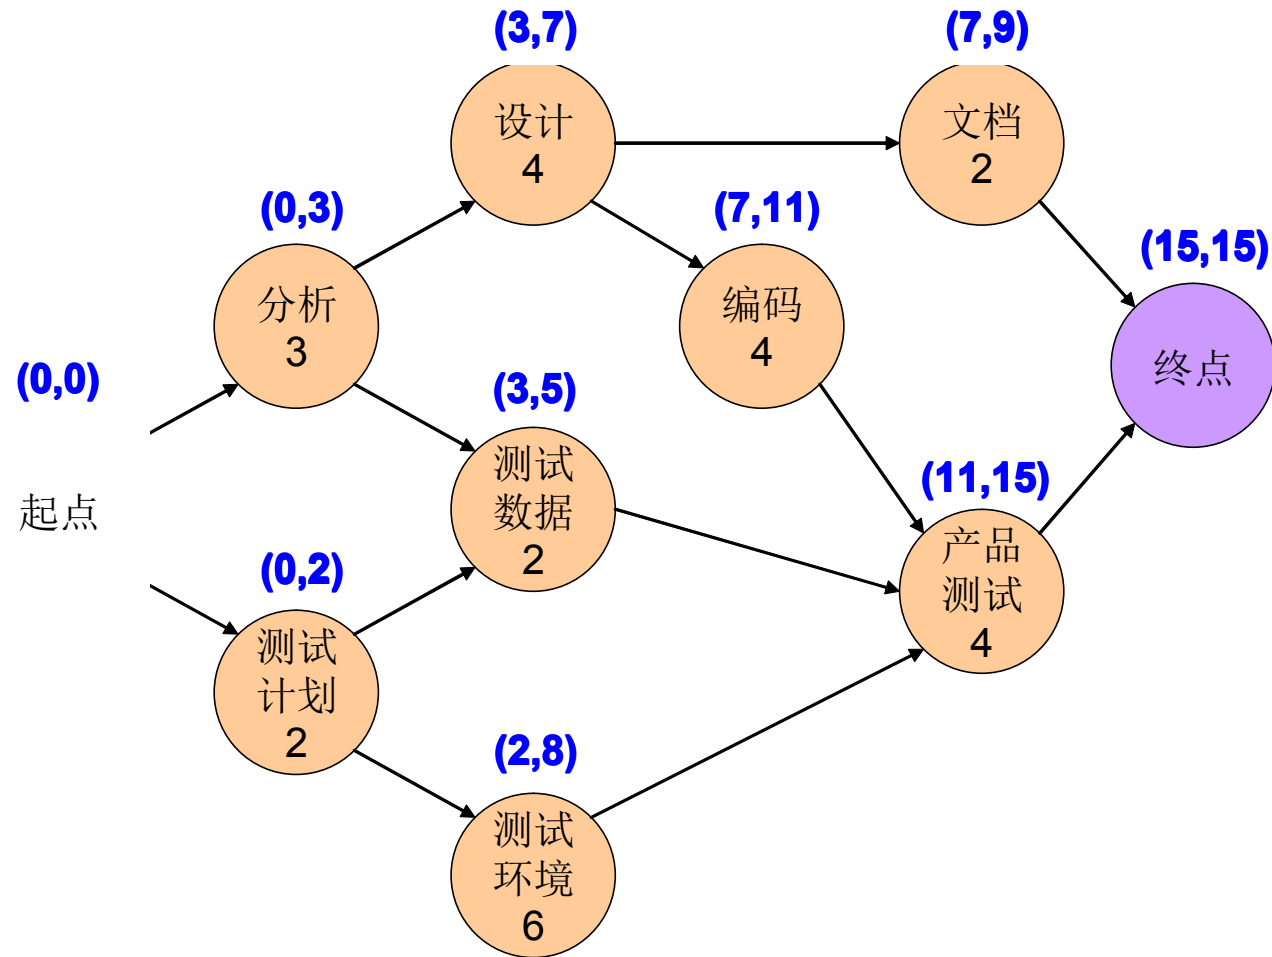 (3,7)
(7,9)
设计
4
文档
2
(0,3)
(7,11)
(15,15)
分析
3
编码
4
终点
(0,0)
(3,5)
测试
数据
2
(11,15)
起点
产品
测试
4
(0,2)
测试
计划
2
(2,8)
测试
环境
6